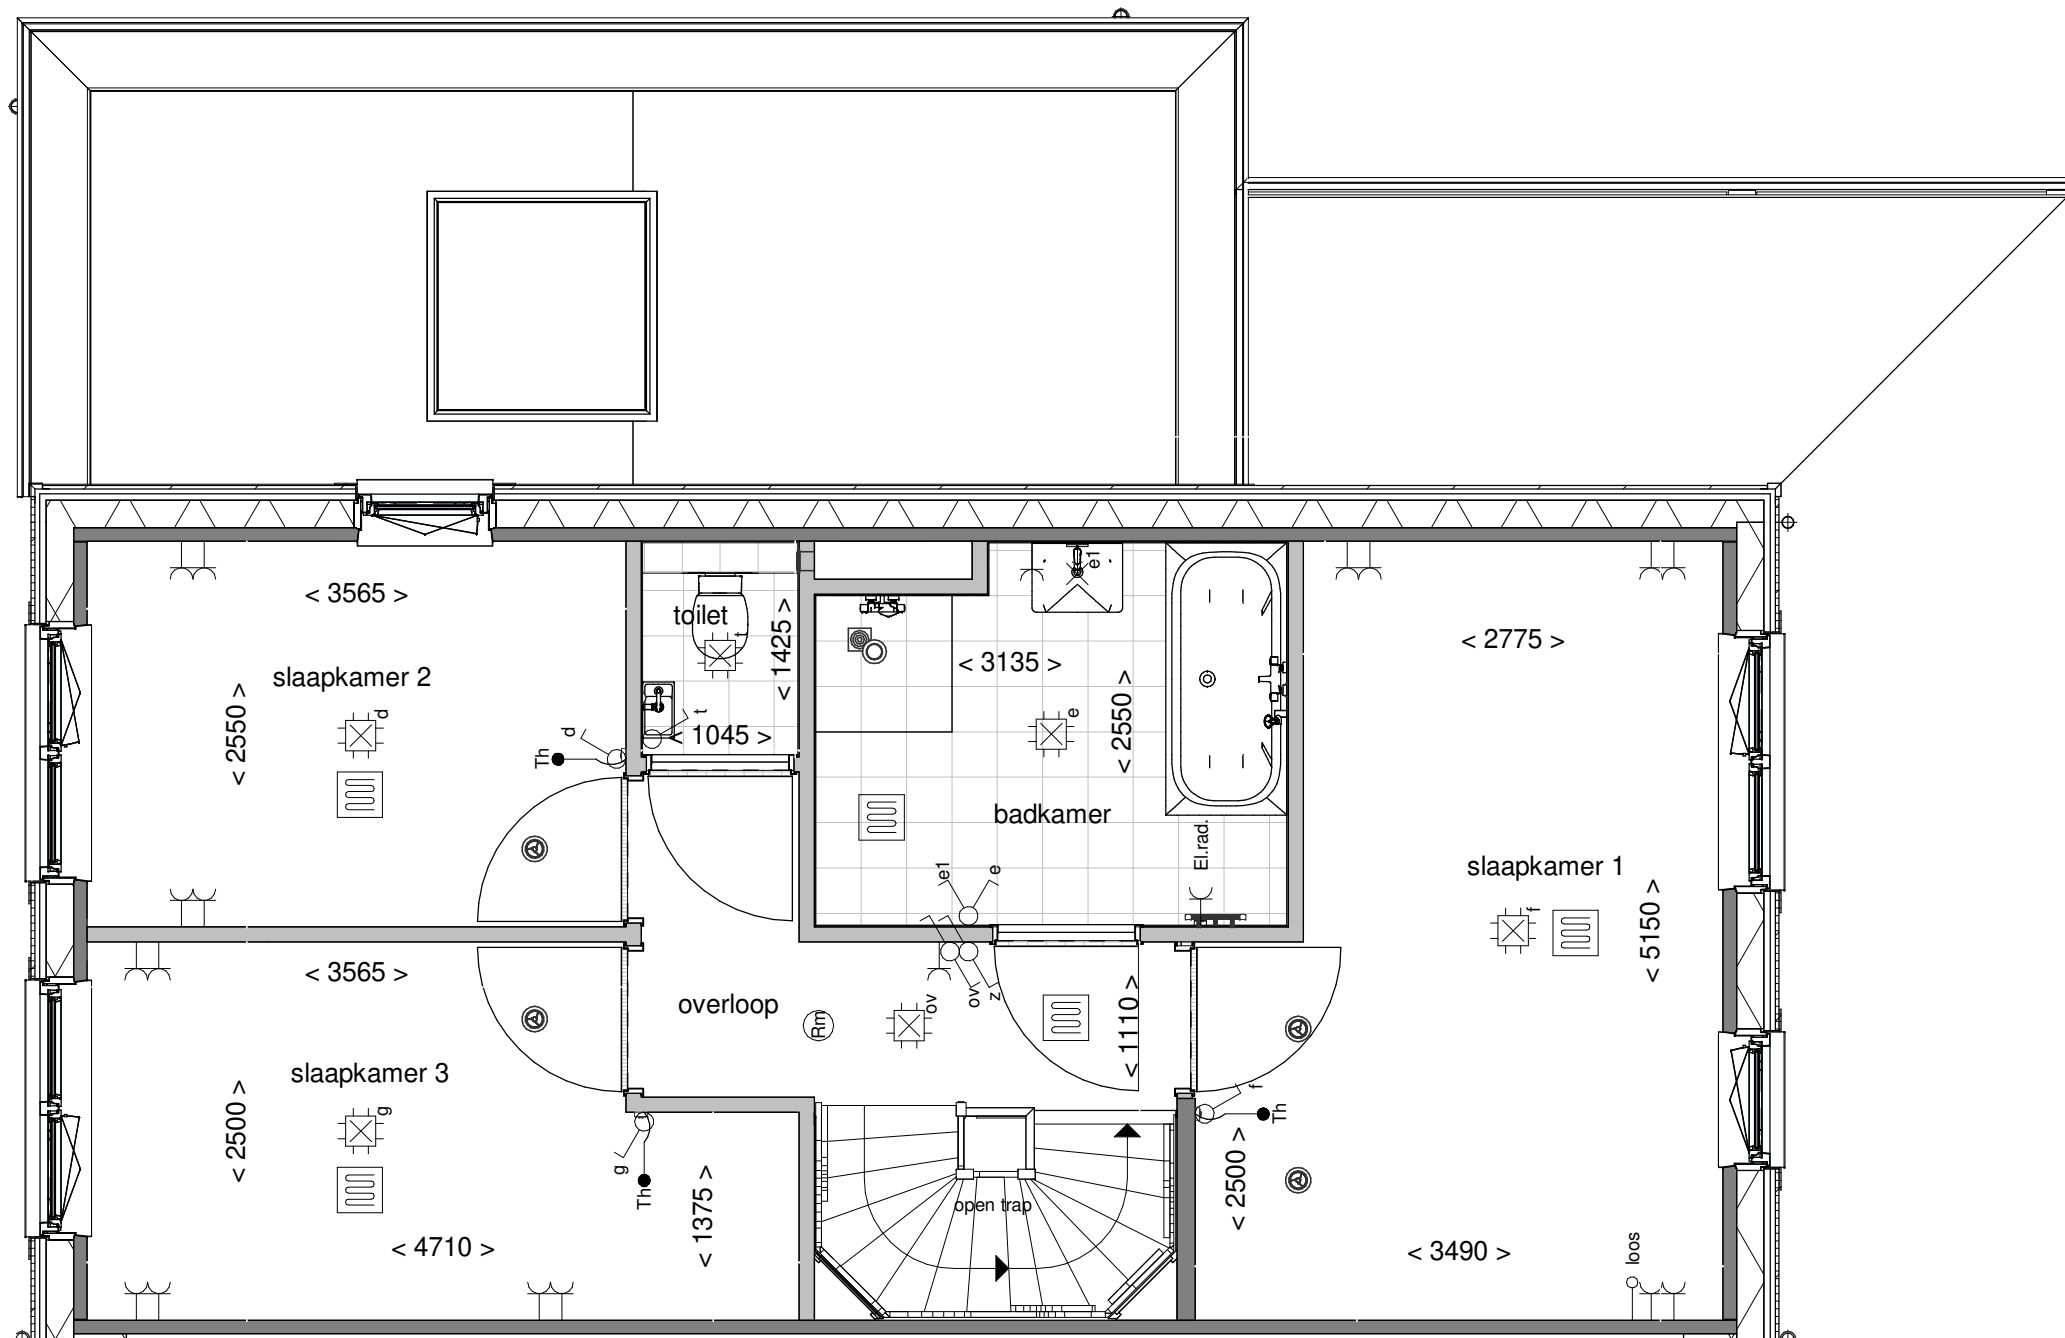 < 3565 >
slaapkamer 2
< 2550 >
d
d
Th
toilet
t
< 1425 >
t
< 1045 >
e1
< 3135 >
e
< 2550 >
badkamer
El.rad.
e1
e
< 2775 >
slaapkamer 1
f
< 5150 >
< 3565 >
slaapkamer 3
g
< 2500 >
g
Th
< 4710 >
< 1375 >
overloop
Rm
ov
ov
z
< 1110 >
open trap
f
Th
< 2500 >
< 3490 >
loos